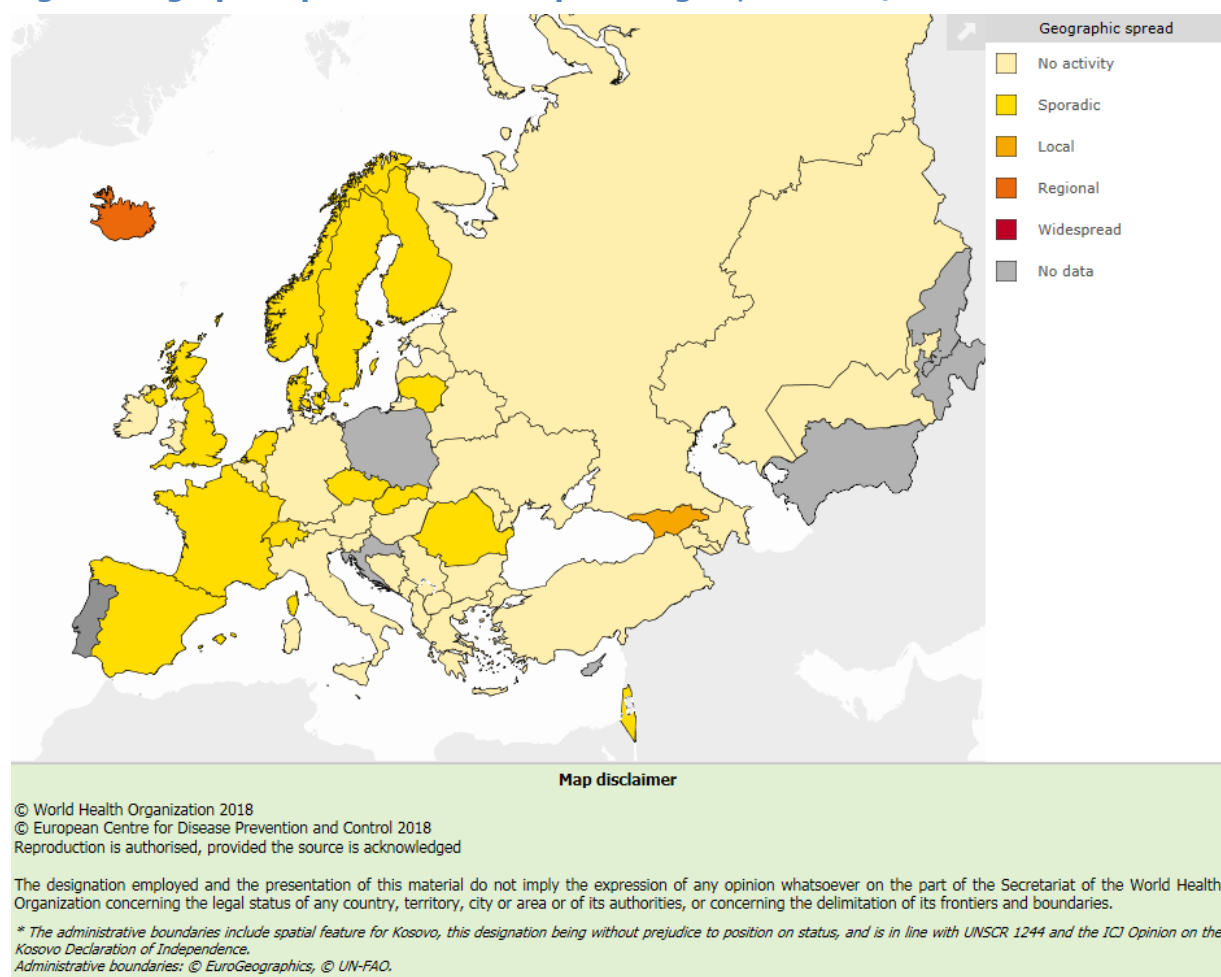 Geographic spread
No activity
Sporadic
Local
Regional
Widespread
No data
Map disclaimer
© World Health Organization 2018
© European Centre for Disease Prevention and Control 2018
Reproduction is authorised, provided the source is acknowledged
The designation employed and the presentation of this material do not imply the expression of any opinion whatsoever on the part of the Secretariat of the World Health
Organization concerning the legal status of any country, territory, city or area or of its authorities, or concerning the delimitation of its frontiers and boundaries.
* The administrative boundaries include spatial feature for Kosovo, this designation being without prejudice to position on status, and is in line with UNSCR 1244 and the ICJ Opinion on the
Kosovo Declaration of Independence.
Administrative boundaries: © EuroGeographics, © UN-FAO.